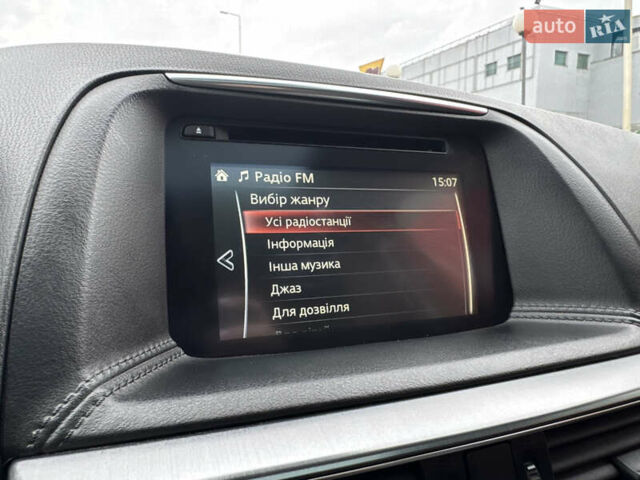 auto RIA
Радіо FM
15:07
Вибір жанру
Усі радіостанції
Інформація
Інша музика
Джаз
Для дозвілля